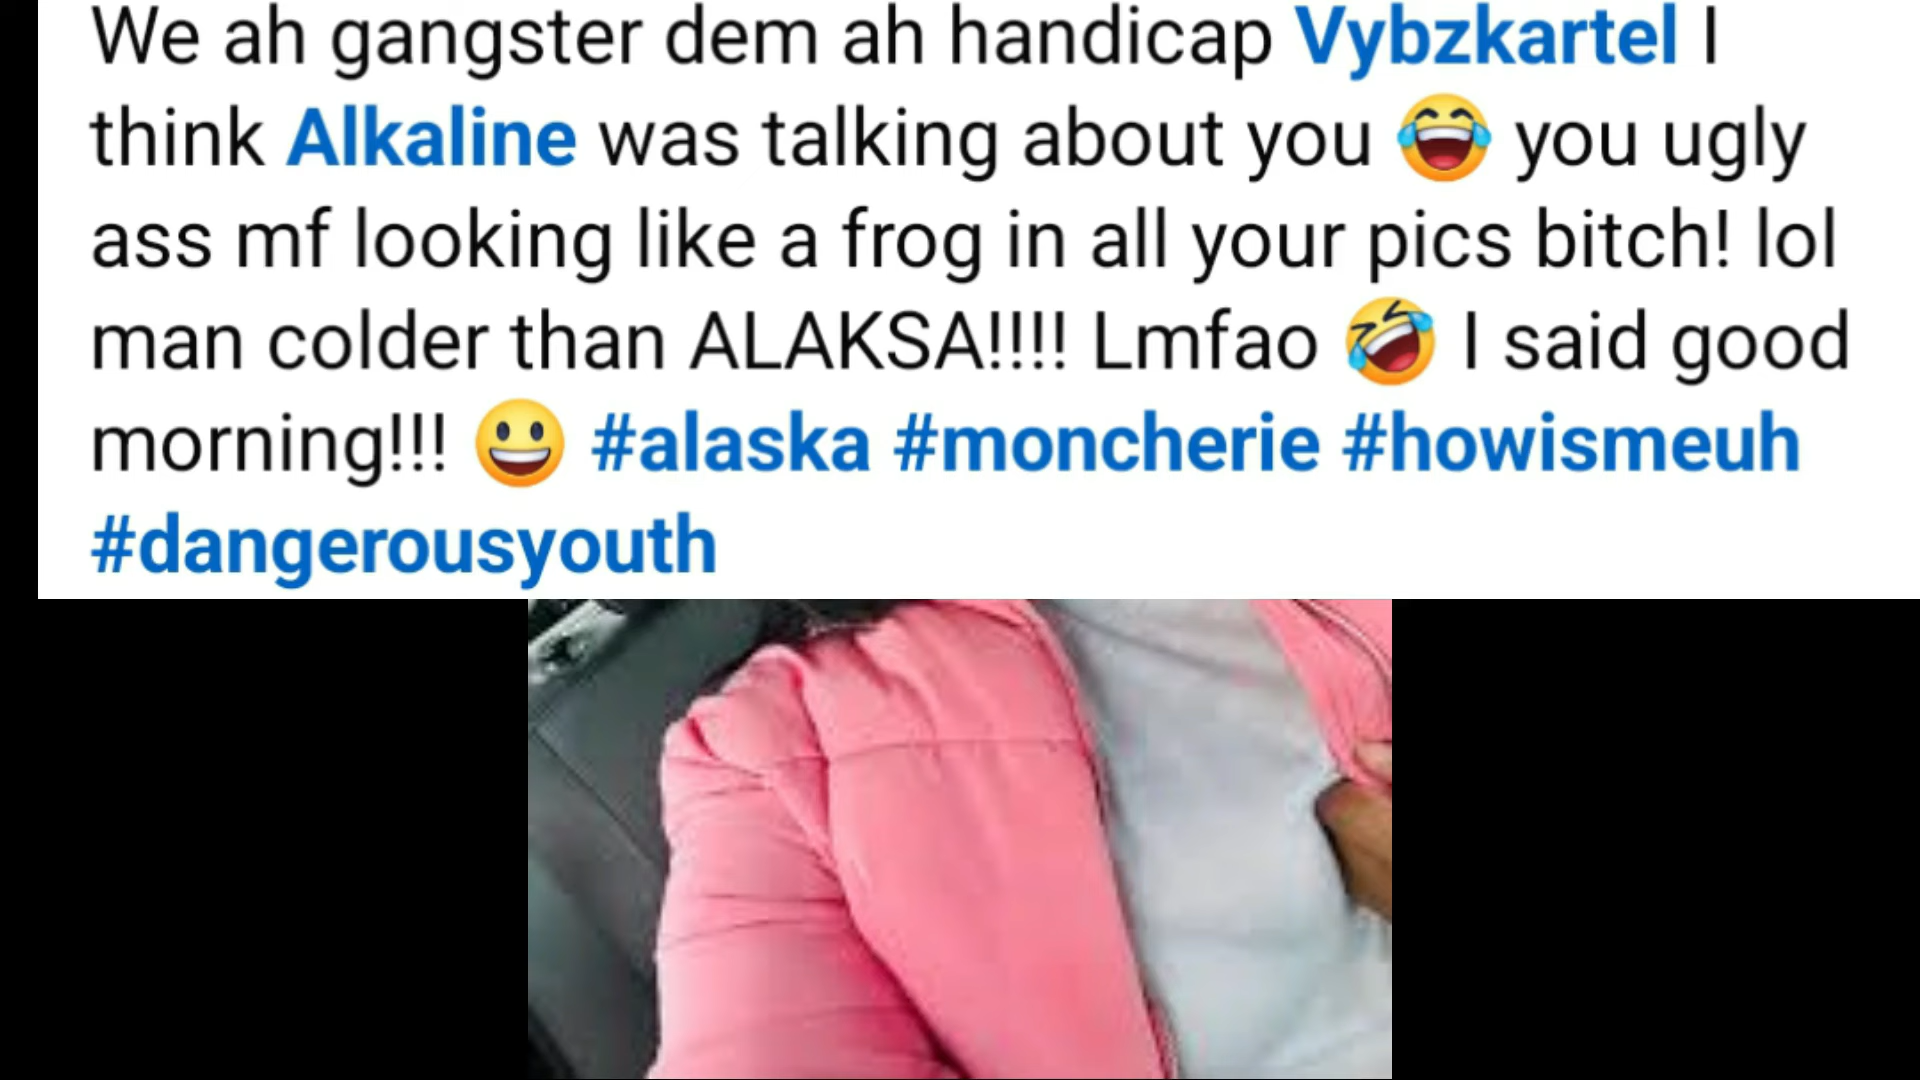 We ah gangster dem ah handicap Vybzkartel I
think Alkaline was talking about you 😂 you ugly
ass mf looking like a frog in all your pics bitch! lol
man colder than ALAKSA!!!! Lmfao 🤣 I said good
morning!!! 😃 #alaska #moncherie #howismeuh
#dangerousyouth